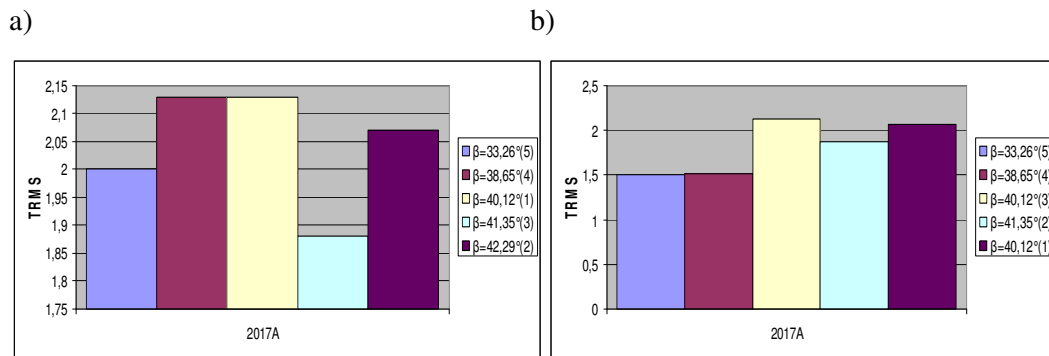 a)
b)
2,15
2,1
2,05
2
1,95
1,9
1,85
1,8
1,75
TRMS
2017A
β=33,26°(5)
β=38,65°(4)
β=40,12°(1)
β=41,35°(3)
β=42,29°(2)
2,5
2
1,5
1
0,5
0
TRMS
2017A
β=33,26°(5)
β=38,65°(4)
β=40,12°(3)
β=41,35°(2)
β=40,12°(1)